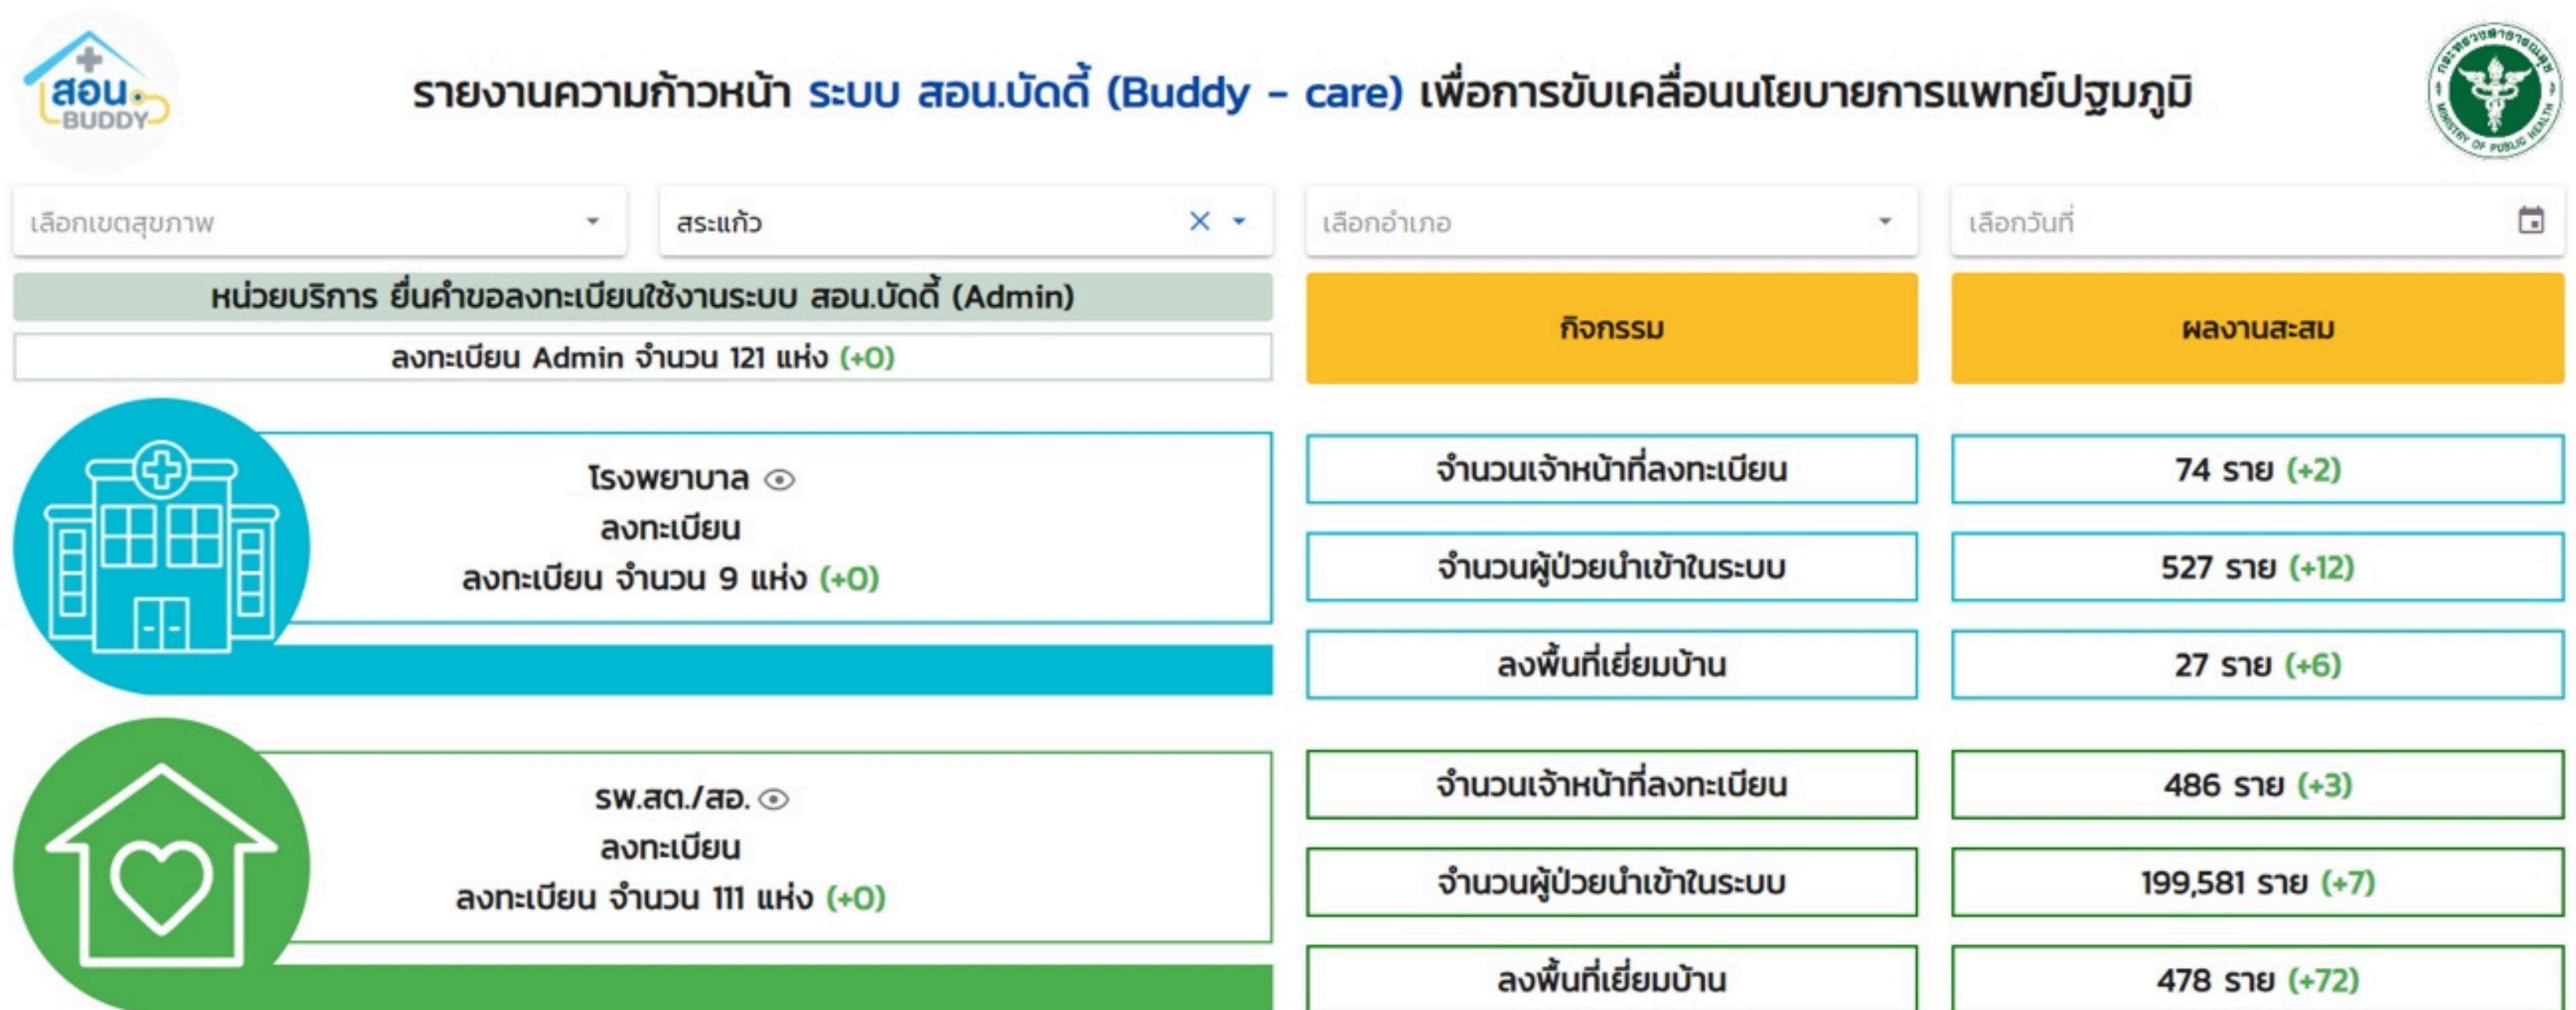 สอน
BUDDY
รายงานความก้าวหน้า ระบบ สอน.บัดดี้ (Buddy - care) เพื่อการขับเคลื่อนนโยบายการแพทย์ปฐมภูมิ
กระทรวงสาธารณสุข
MINISTRY OF PUBLIC HEALTH
เลือกเขตสุขภาพ
สระแก้ว
เลือกอำเภอ
เลือกวันที่
หน่วยบริการ ยื่นคำขอลงทะเบียนใช้งานระบบ สอน.บัดดี้ (Admin)
ลงทะเบียน Admin จำนวน 121 แห่ง (+0)
กิจกรรม
ผลงานสะสม
โรงพยาบาล
ลงทะเบียน
ลงทะเบียน จำนวน 9 แห่ง (+0)
จำนวนเจ้าหน้าที่ลงทะเบียน
74 ราย (+2)
จำนวนผู้ป่วยนำเข้าในระบบ
527 ราย (+12)
ลงพื้นที่เยี่ยมบ้าน
27 ราย (+6)
รพ.สต./สอ.
ลงทะเบียน
ลงทะเบียน จำนวน 111 แห่ง (+0)
จำนวนเจ้าหน้าที่ลงทะเบียน
486 ราย (+3)
จำนวนผู้ป่วยนำเข้าในระบบ
199,581 ราย (+7)
ลงพื้นที่เยี่ยมบ้าน
478 ราย (+72)